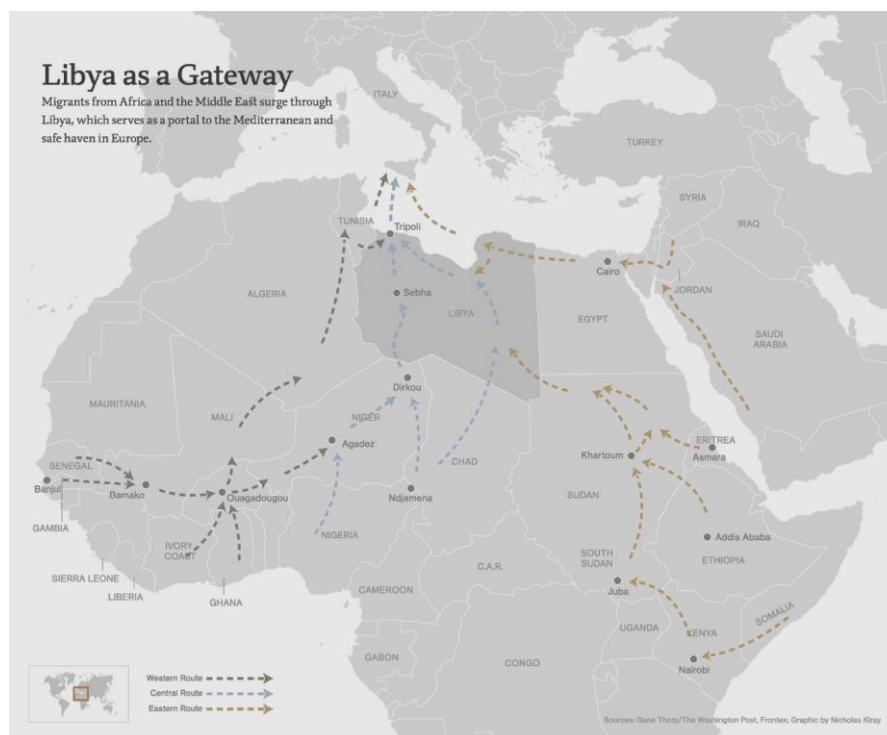 Libya as a Gateway
Migrants from Africa and the Middle East surge through
Libya, which serves as a portal to the Mediterranean and
safe haven in Europe.
ITALY
TURKEY
SYRIA
IRAQ
TUNISIA
Tripoli
Cairo
JORDAN
ALGERIA
Sebha
LIBYA
EGYPT
SAUDI
ARABIA
Dirkou
MAURITANIA
MALI
NIGER
Agadez
CHAD
ERITREA
Asmara
Khartoum
SENEGAL
Banjul
Bamako
Ouagadougou
Ndjamena
SUDAN
GAMBIA
NIGERIA
Addis Ababa
ETHIOPIA
IVORY
COAST
SOUTH
SUDAN
C.A.R.
SIERRA LEONE
LIBERIA
GHANA
CAMEROON
Juba
SOMALIA
UGANDA
KENYA
GABON
CONGO
Nairobi
Western Route
Central Route
Eastern Route
Sources: Gene Thorp/The Washington Post, Frontex; Graphic by Nicholas Kiray